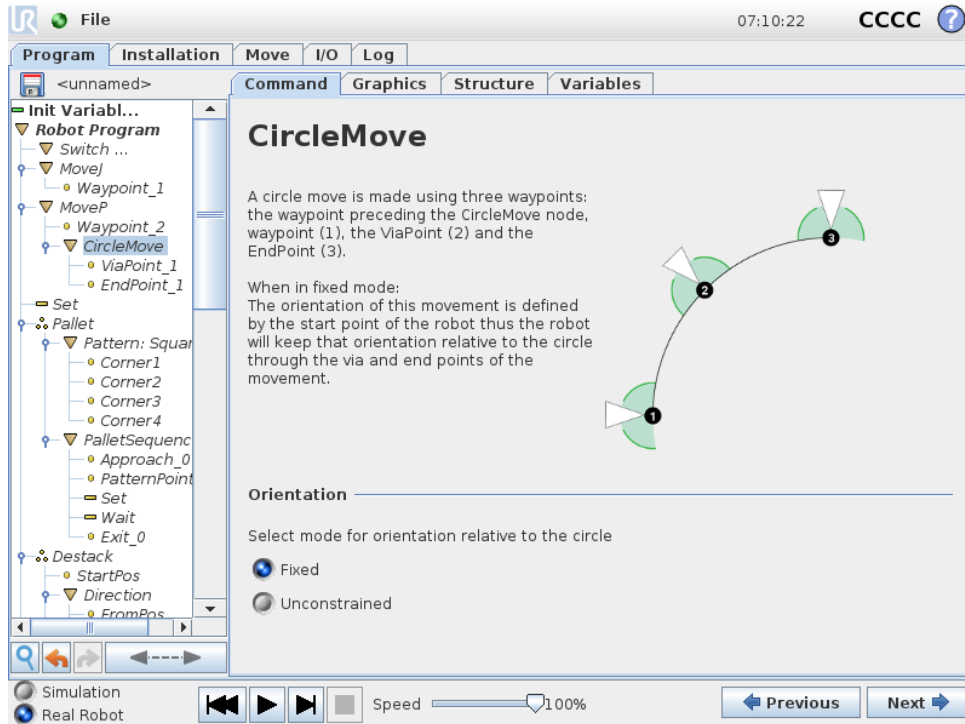 UR File 07:10:22 CCCC ?
Program Installation Move I/O Log
<unnamed>
Command Graphics Structure Variables
Init Variabl...
Robot Program
Switch ...
MoveJ
Waypoint_1
MoveP
Waypoint_2
CircleMove
ViaPoint_1
EndPoint_1
Set
Pallet
Pattern: Squar
Corner1
Corner2
Corner3
Corner4
PalletSequenc
Approach_0
PatternPoint
Set
Wait
Exit_0
Destack
StartPos
Direction
FromPos
CircleMove
A circle move is made using three waypoints:
the waypoint preceding the CircleMove node,
waypoint (1), the ViaPoint (2) and the
EndPoint (3).
When in fixed mode:
The orientation of this movement is defined
by the start point of the robot thus the robot
will keep that orientation relative to the circle
through the via and end points of the
movement.
3
2
1
Orientation
Select mode for orientation relative to the circle
Fixed
Unconstrained
Simulation
Real Robot
Speed 100%
Previous Next